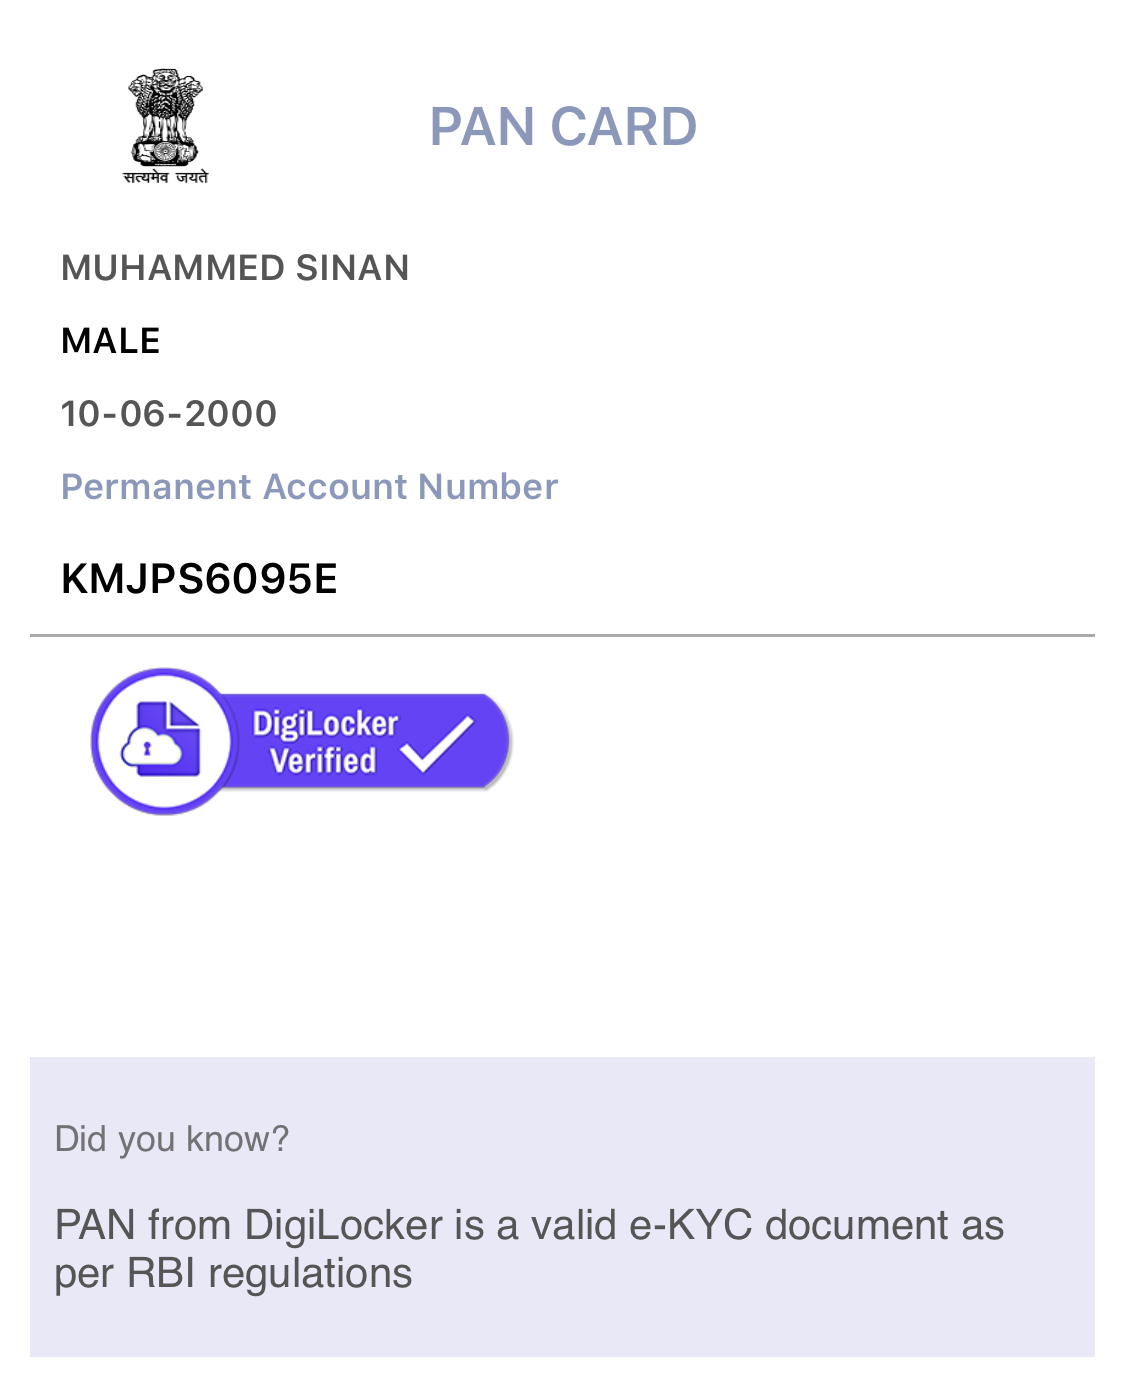 सत्यमेव जयते
PAN CARD
MUHAMMED SINAN
MALE
10-06-2000
Permanent Account Number
KMJPS6095E
DigiLocker
Verified
Did you know?
PAN from DigiLocker is a valid e-KYC document as
per RBI regulations